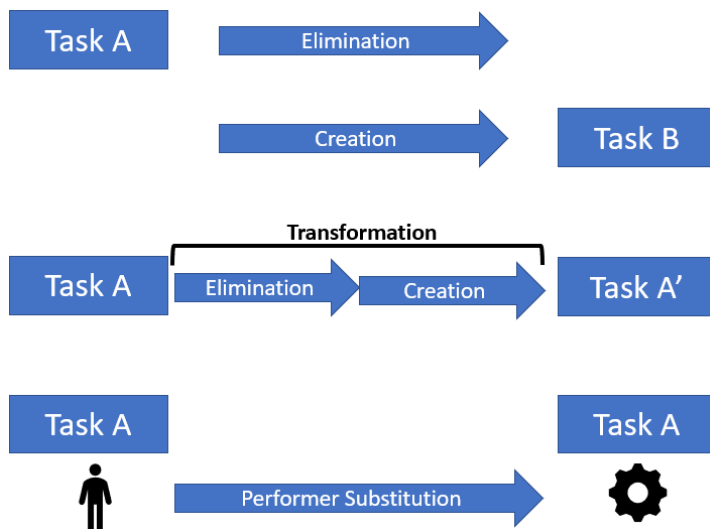 Task A
Elimination
Creation
Task B
Transformation
Task A
Elimination
Creation
Task A’
Task A
Task A
Performer Substitution